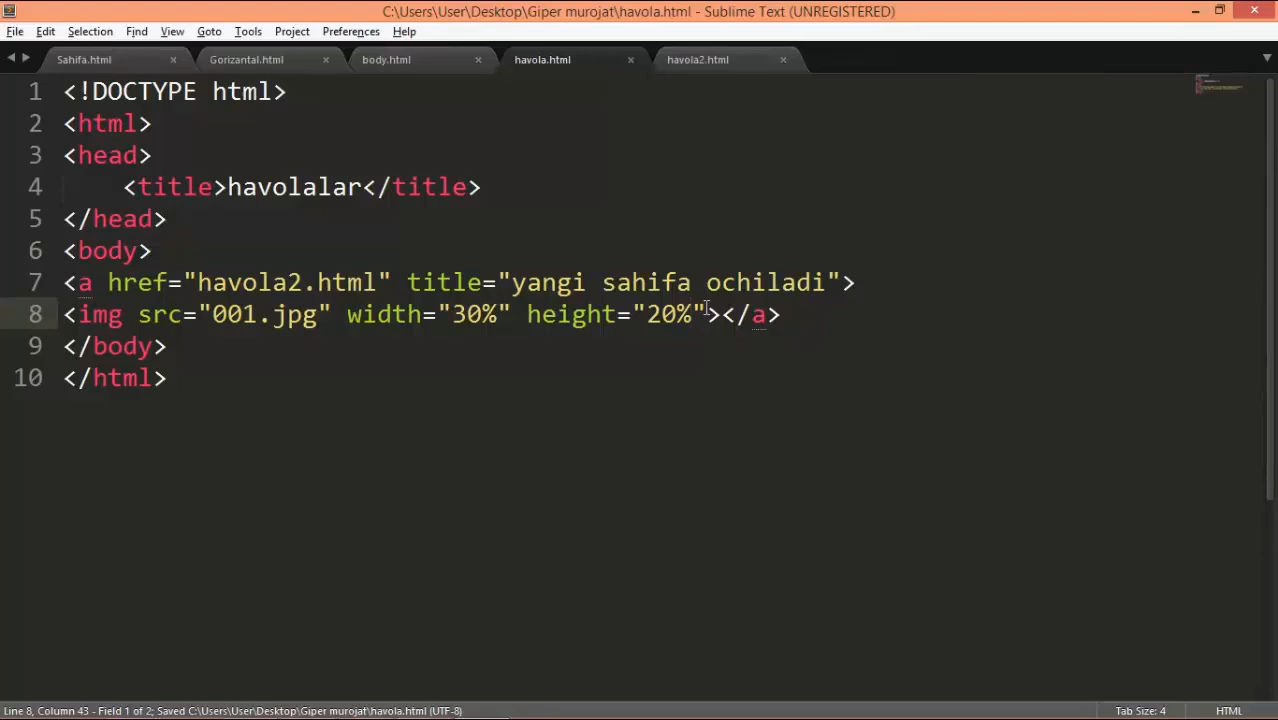 C:\Users\User\Desktop\Giper murojat\havola.html - Sublime Text (UNREGISTERED)
File Edit Selection Find View Goto Tools Project Preferences Help
Sahifa.html Gorizantal.html body.html havola.html havola2.html
1 <!DOCTYPE html>
2 <html>
3 <head>
4 <title>havolalar</title>
5 </head>
6 <body>
7 <a href="havola2.html" title="yangi sahifa ochiladi">
8 <img src="001.jpg" width="30%" height="20%"></a>
9 </body>
10 </html>
Line 8, Column 43 - Field 1 of 2; Saved C:\Users\User\Desktop\Giper murojat\havola.html (UTF-8) Tab Size: 4 HTML